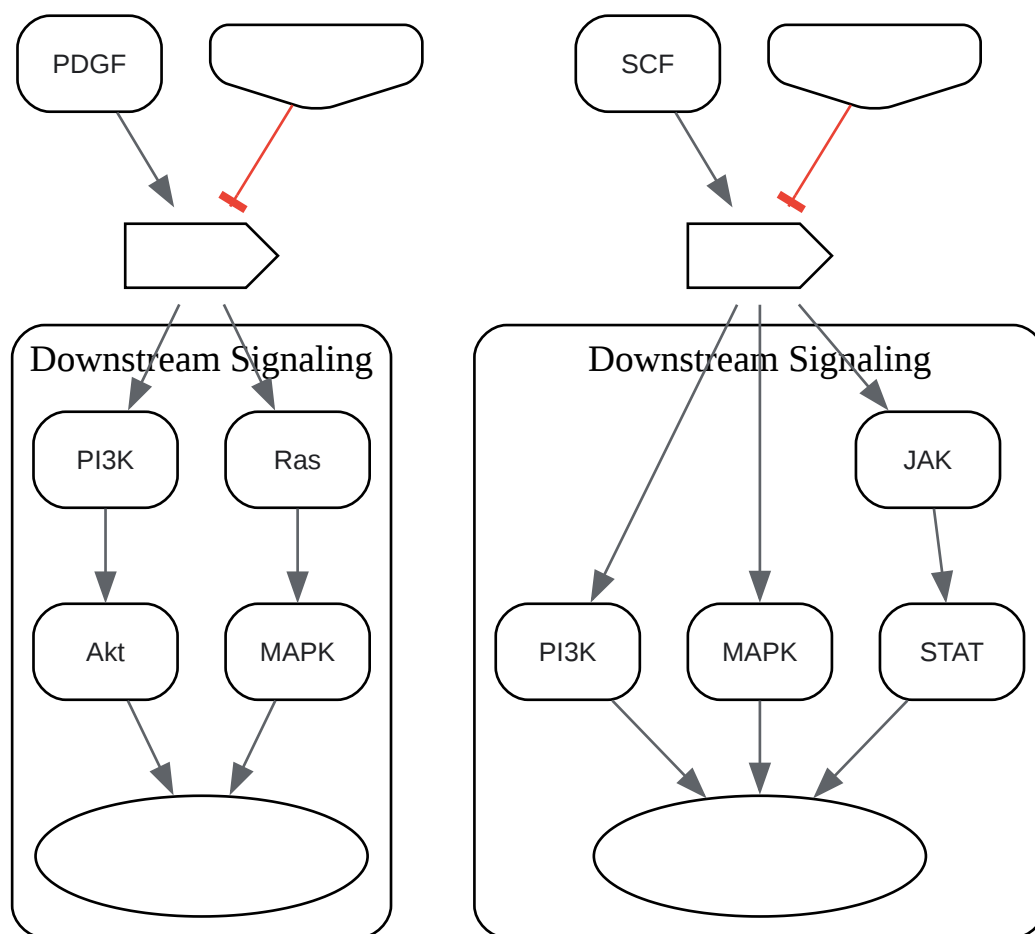 PDGF
SCF
Downstream Signaling
PI3K
Ras
Akt
MAPK
Downstream Signaling
JAK
PI3K
MAPK
STAT